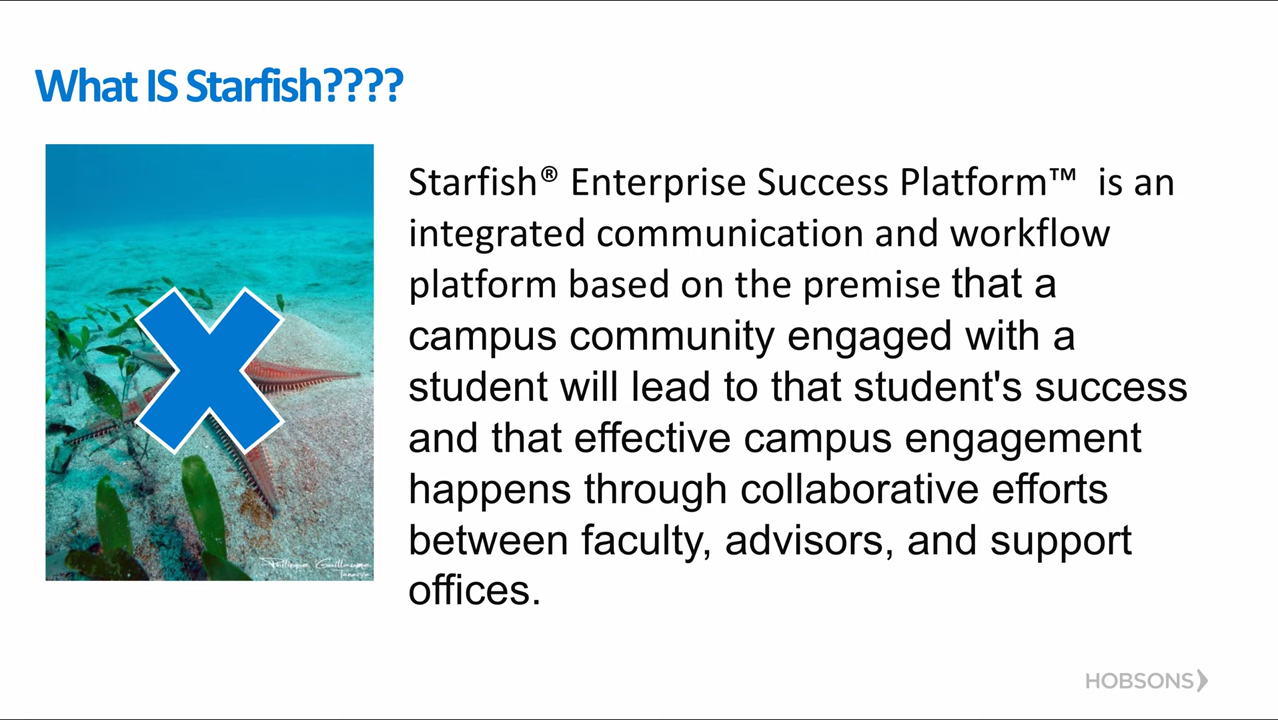 What IS Starfish????
Starfish® Enterprise Success Platform™ is an
integrated communication and workflow
platform based on the premise that a
campus community engaged with a
student will lead to that student's success
and that effective campus engagement
happens through collaborative efforts
between faculty, advisors, and support
offices.
Philippe Guillaume
HOBSONS